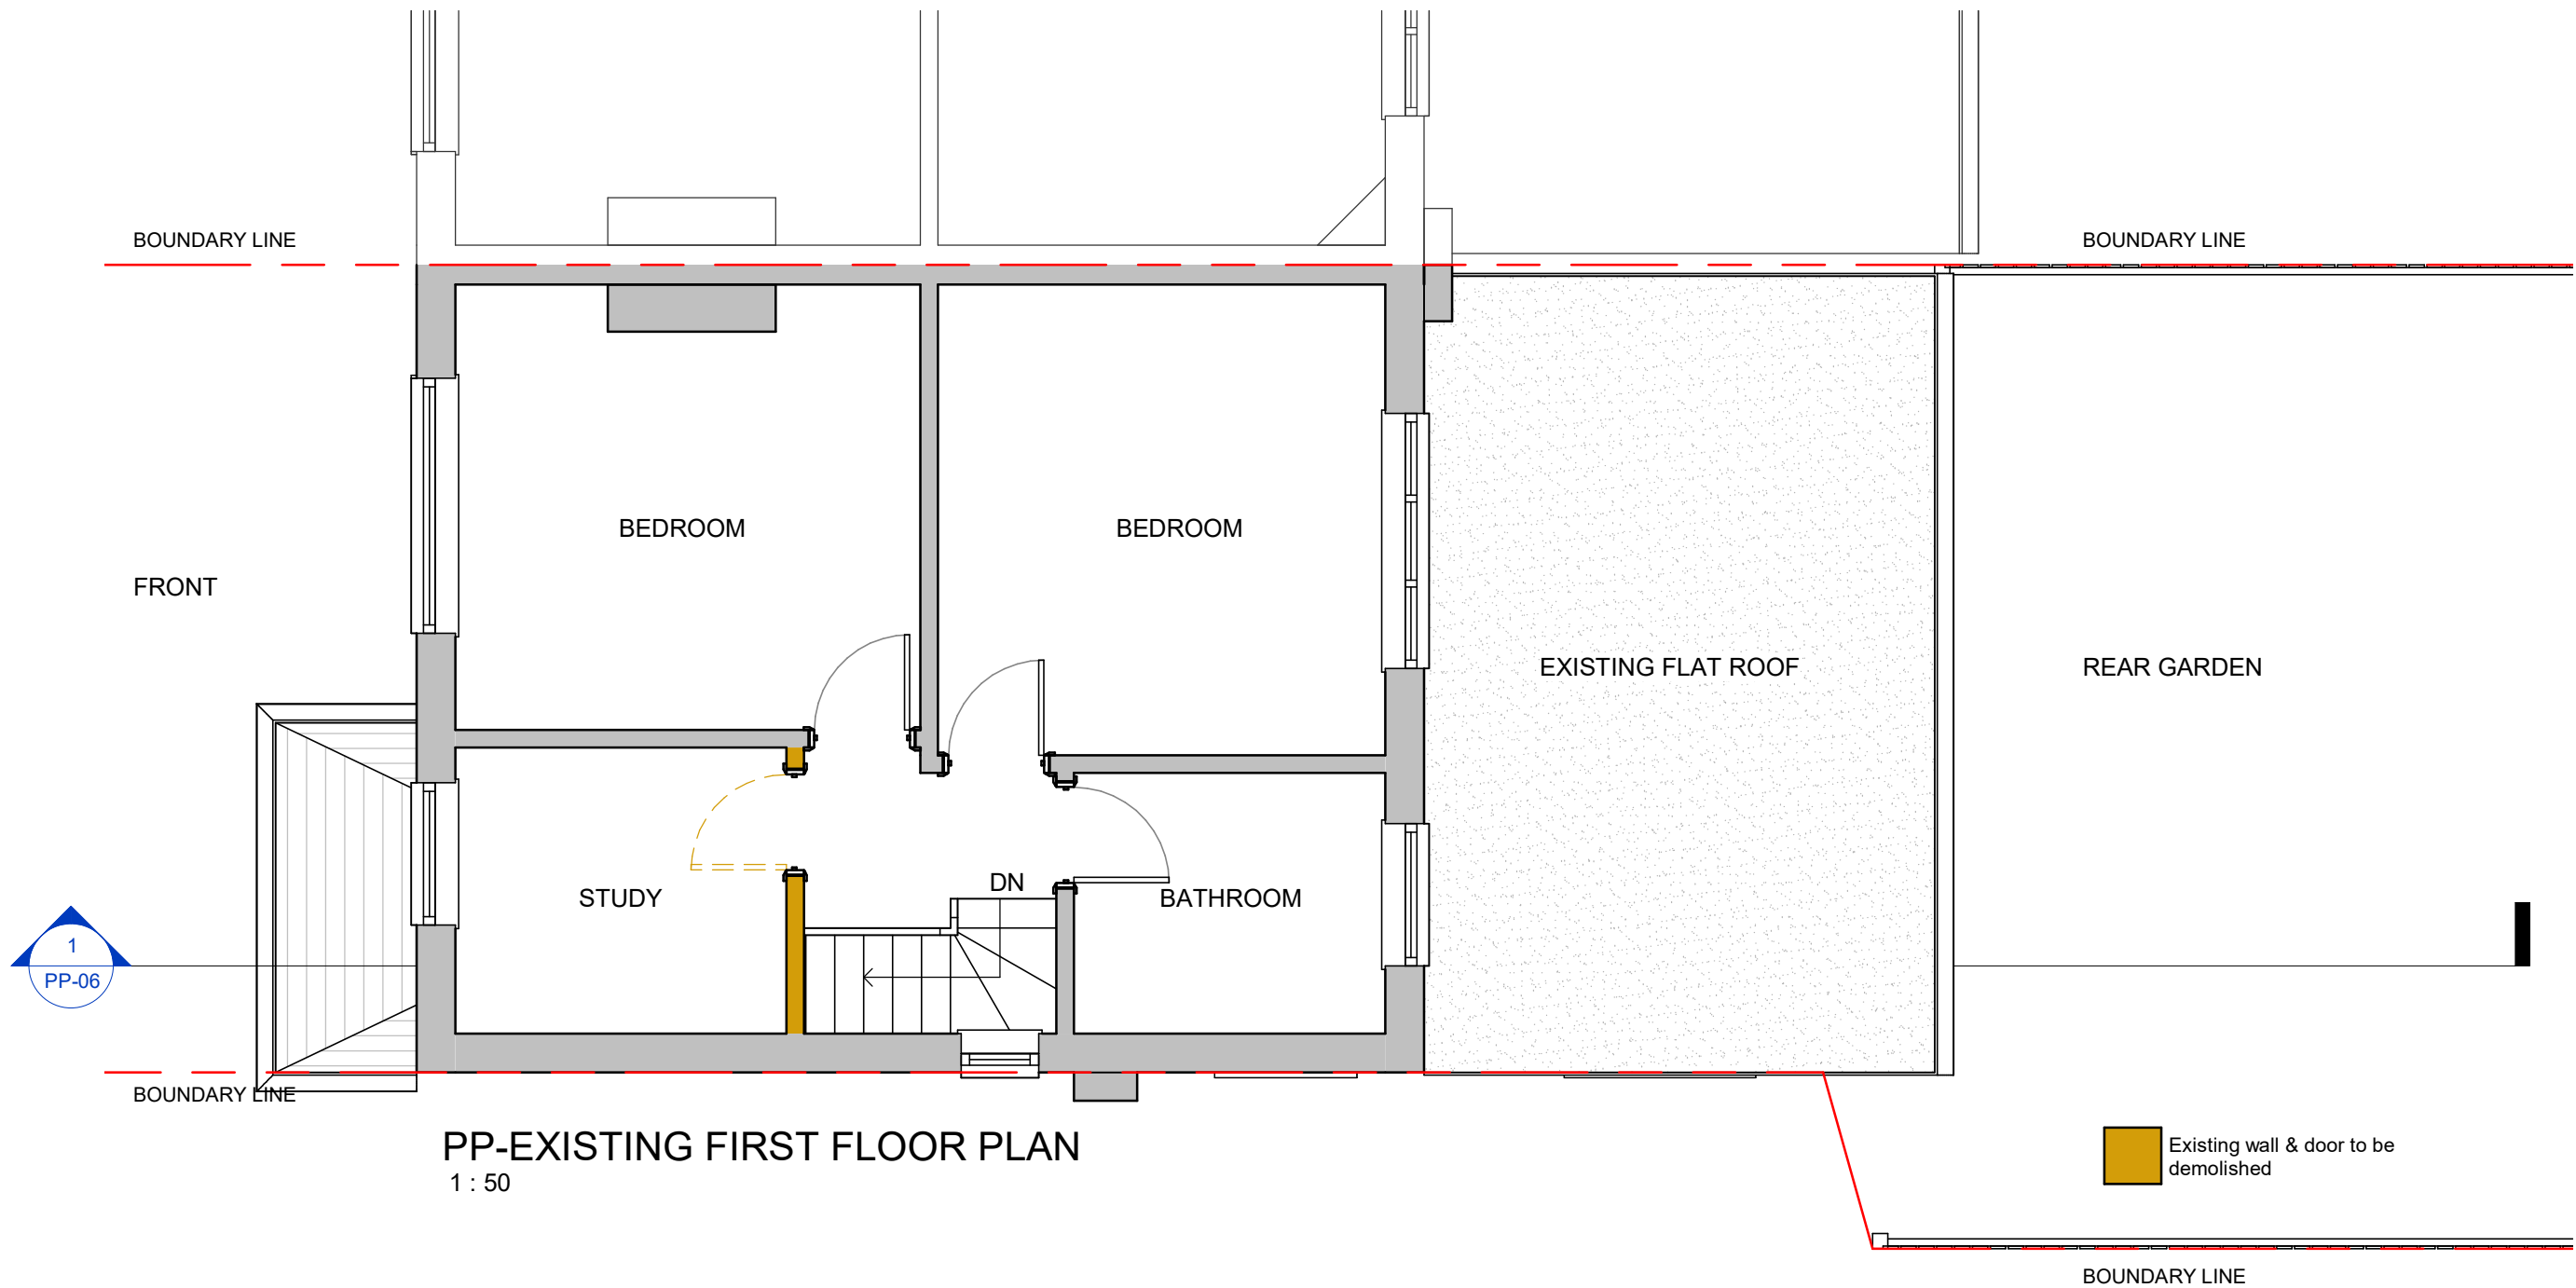 BOUNDARY LINE
BOUNDARY LINE
BEDROOM
BEDROOM
FRONT
EXISTING FLAT ROOF
REAR GARDEN
DN
STUDY
BATHROOM
1
PP-06
BOUNDARY LINE
PP-EXISTING FIRST FLOOR PLAN
1 : 50
Existing wall & door to be
demolished
BOUNDARY LINE